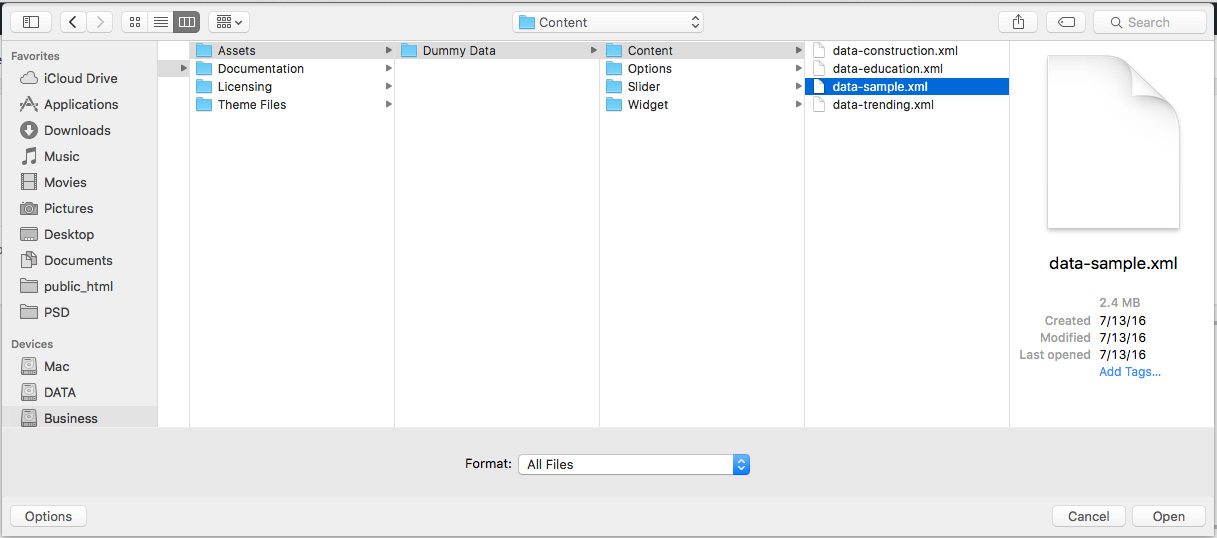 Content
Search
Favorites
iCloud Drive
Applications
Downloads
Music
Movies
Pictures
Desktop
Documents
public_html
PSD
Devices
Mac
DATA
Business
Assets
Documentation
Licensing
Theme Files
Dummy Data
Content
Options
Slider
Widget
data-construction.xml
data-education.xml
data-sample.xml
data-trending.xml
data-sample.xml
2.4 MB
Created 7/13/16
Modified 7/13/16
Last opened 7/13/16
Add Tags...
Format: All Files
Options
Cancel
Open